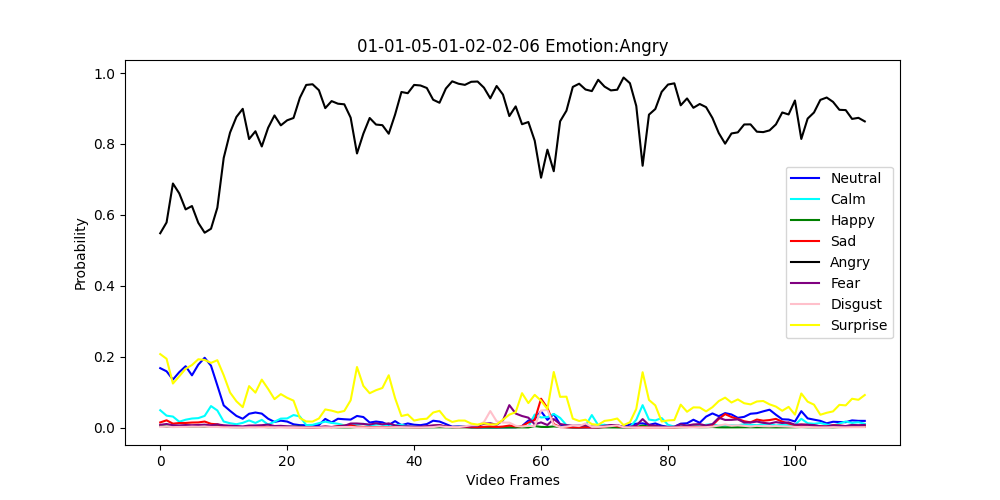 01-01-05-01-02-02-06 Emotion:Angry
Probability
1.0
0.8
0.6
0.4
0.2
0.0
Neutral
Calm
Happy
Sad
Angry
Fear
Disgust
Surprise
0 20 40 60 80 100
Video Frames